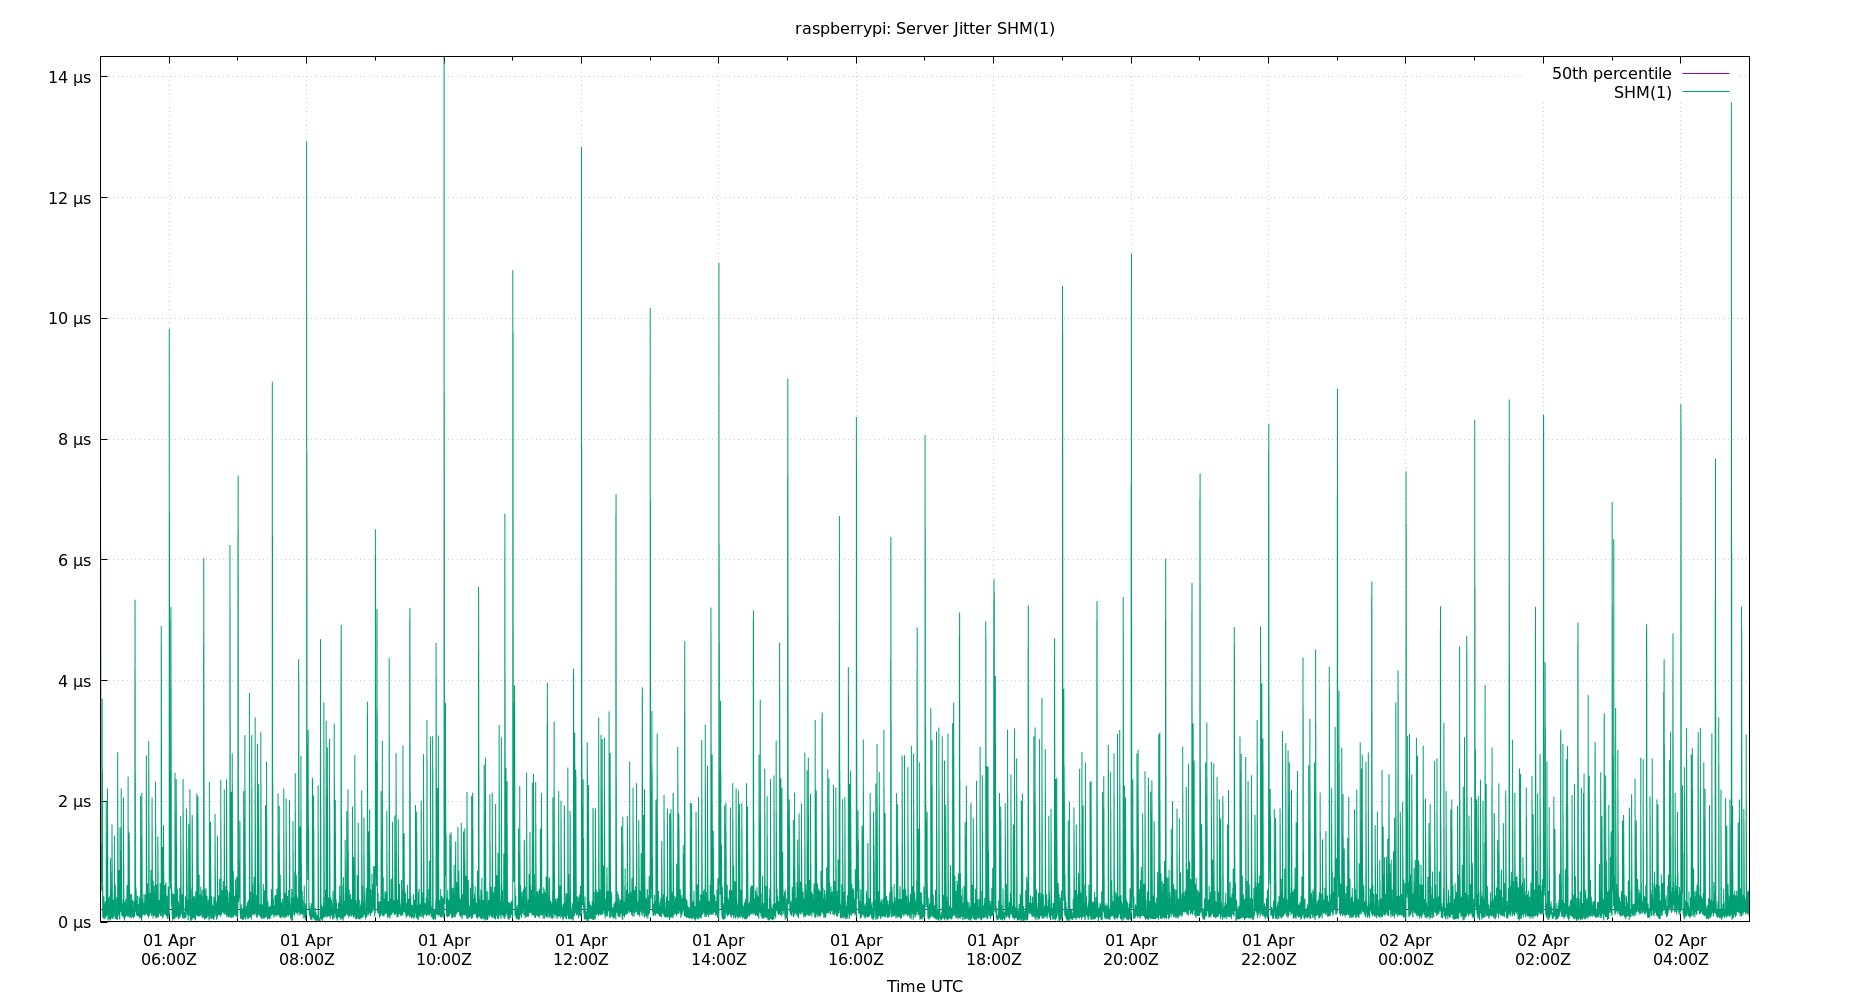 raspberrypi: Server Jitter SHM(1)
50th percentile
SHM(1)
14 µs
12 µs
10 µs
8 µs
6 µs
4 µs
2 µs
0 µs
01 Apr 01 Apr 01 Apr 01 Apr 01 Apr 01 Apr 01 Apr 01 Apr 01 Apr 02 Apr 02 Apr 02 Apr
06:00Z 08:00Z 10:00Z 12:00Z 14:00Z 16:00Z 18:00Z 20:00Z 22:00Z 00:00Z 02:00Z 04:00Z
Time UTC